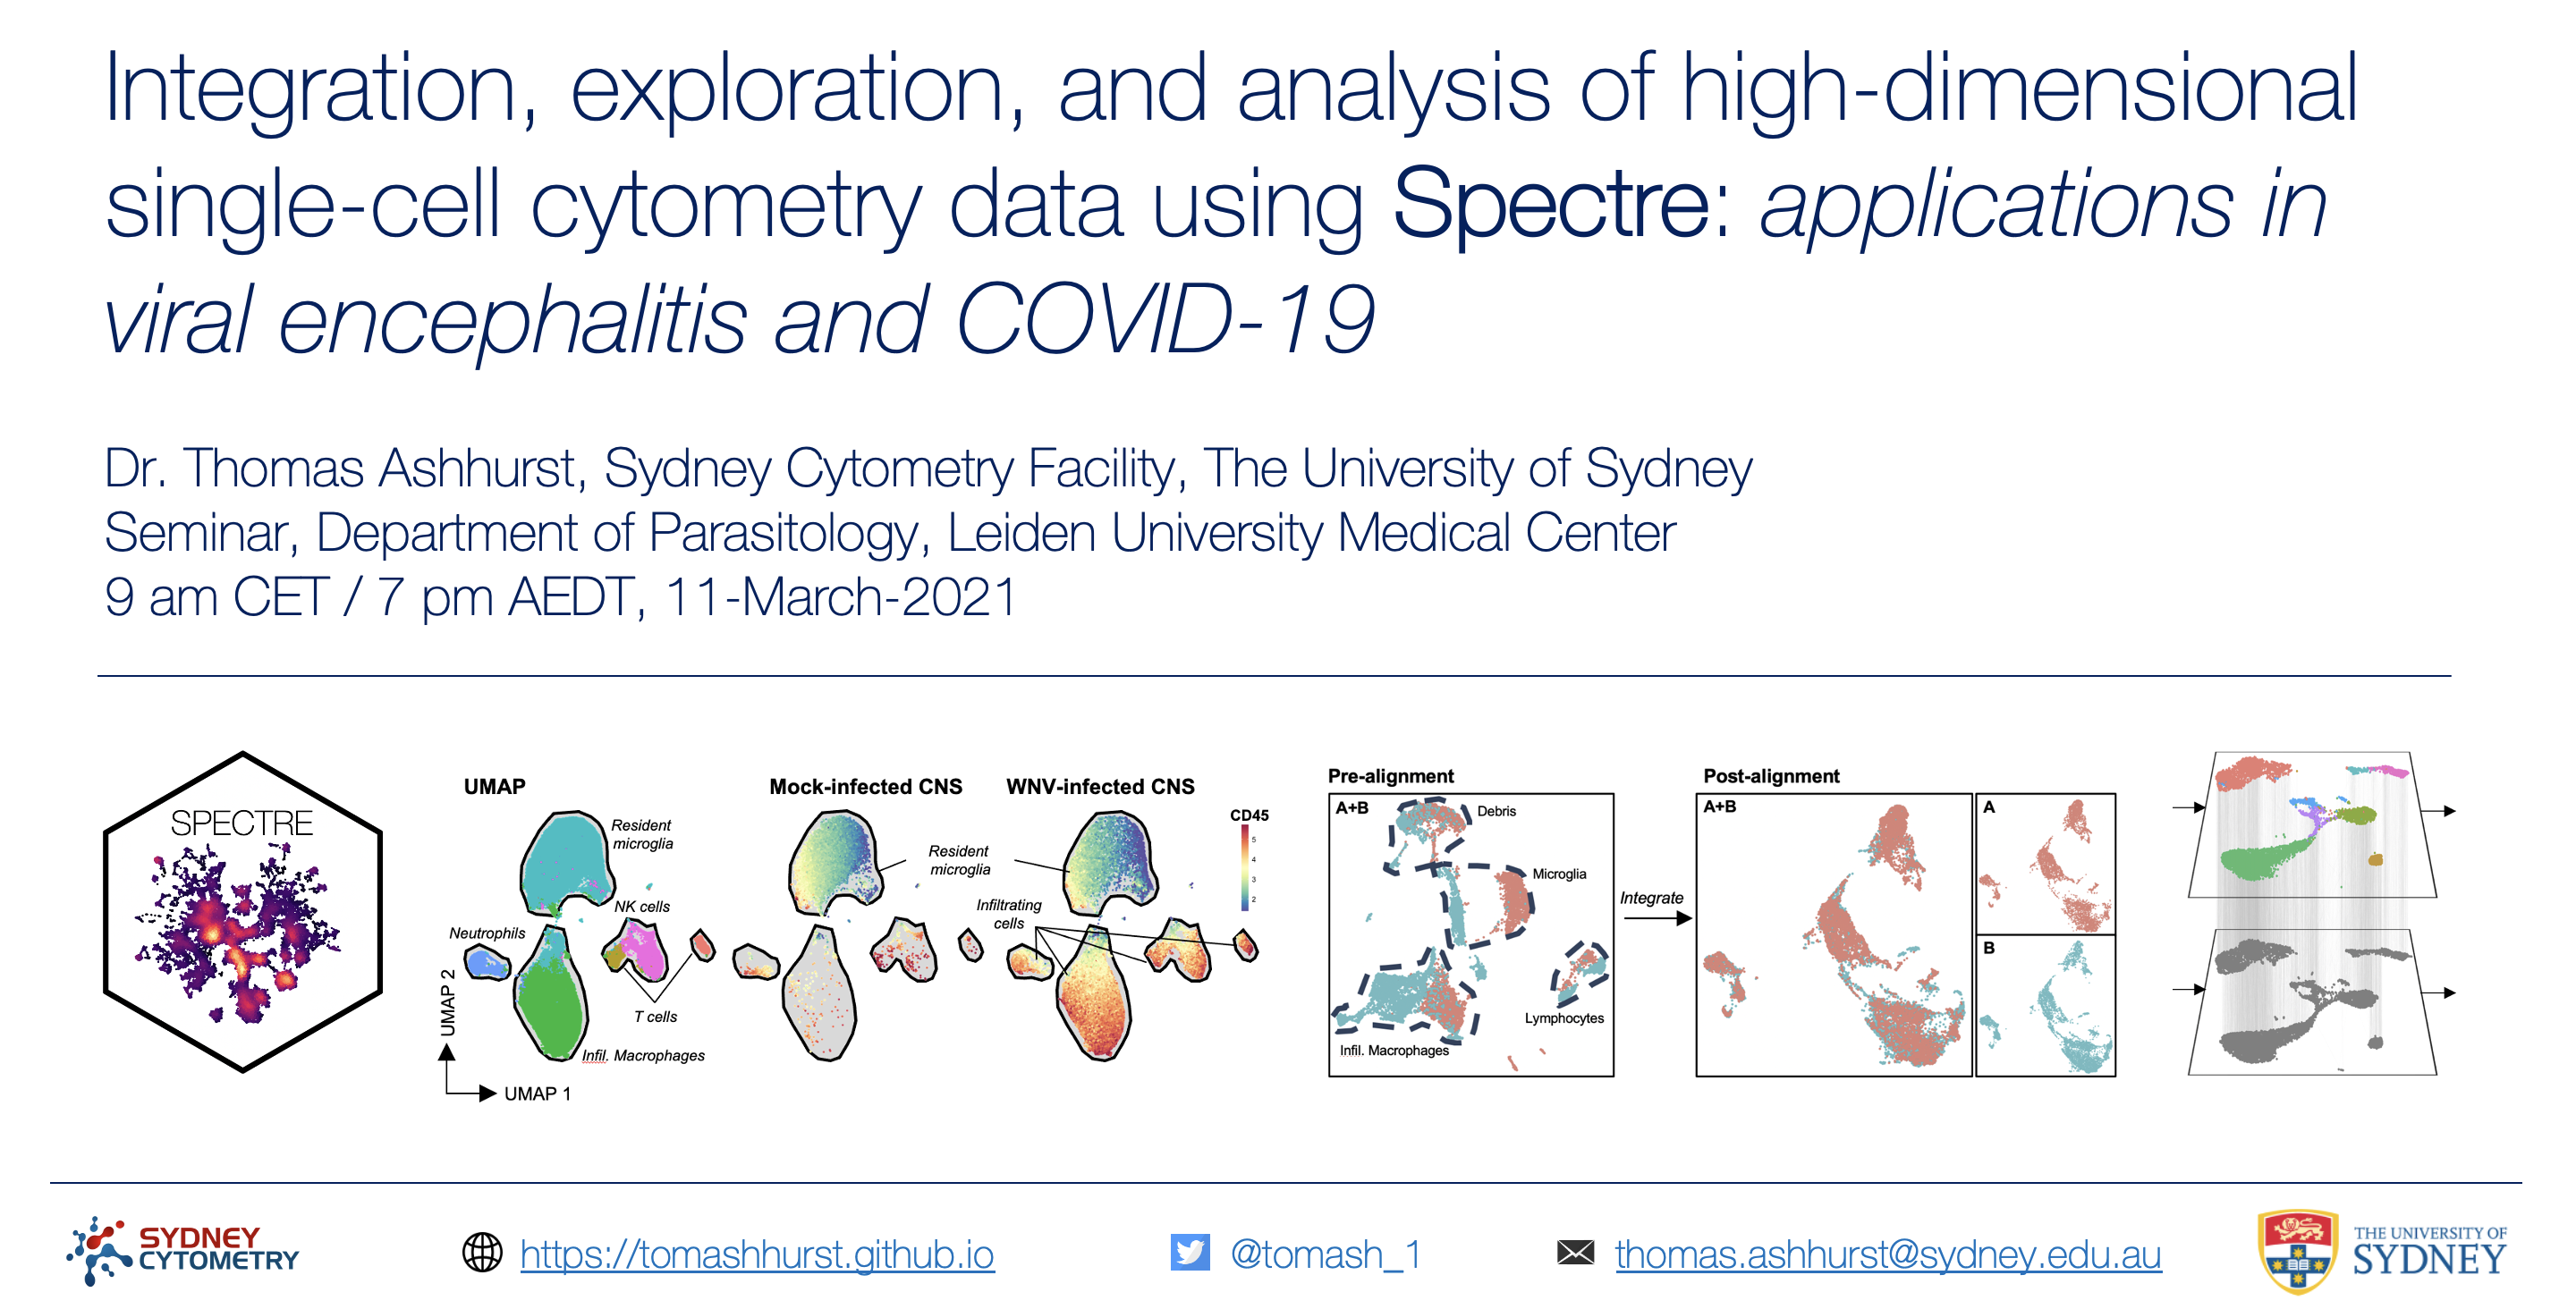 Integration, exploration, and analysis of high-dimensional
single-cell cytometry data using Spectre: applications in
viral encephalitis and COVID-19
Dr. Thomas Ashhurst, Sydney Cytometry Facility, The University of Sydney
Seminar, Department of Parasitology, Leiden University Medical Center
9 am CET / 7 pm AEDT, 11-March-2021
SPECTRE
UMAP
Resident
microglia
NK cells
Neutrophils
T cells
Infil. Macrophages
UMAP 2
UMAP 1
Mock-infected CNS
WNV-infected CNS
Resident
microglia
Infiltrating
cells
CD45
5
4
3
2
Pre-alignment
A+B
Debris
Microglia
Lymphocytes
Infil. Macrophages
Integrate
Post-alignment
A+B
A
B
SYDNEY
CYTOMETRY
https://tomashhurst.github.io
@tomash_1
thomas.ashhurst@sydney.edu.au
THE UNIVERSITY OF
SYDNEY